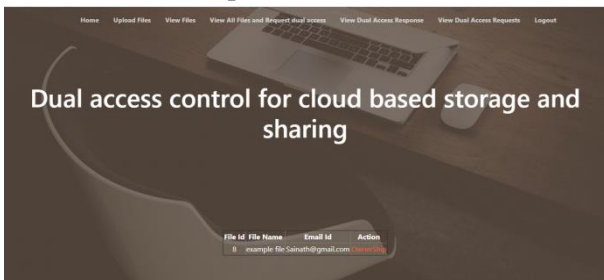 Home Upload Files View Files View All Files and Request dual access View Dual Access Response View Dual Access Requests Logout
Dual access control for cloud based storage and
sharing
File Id File Name Email Id Action
8 example file Sainath@gmail.com OwnerShip